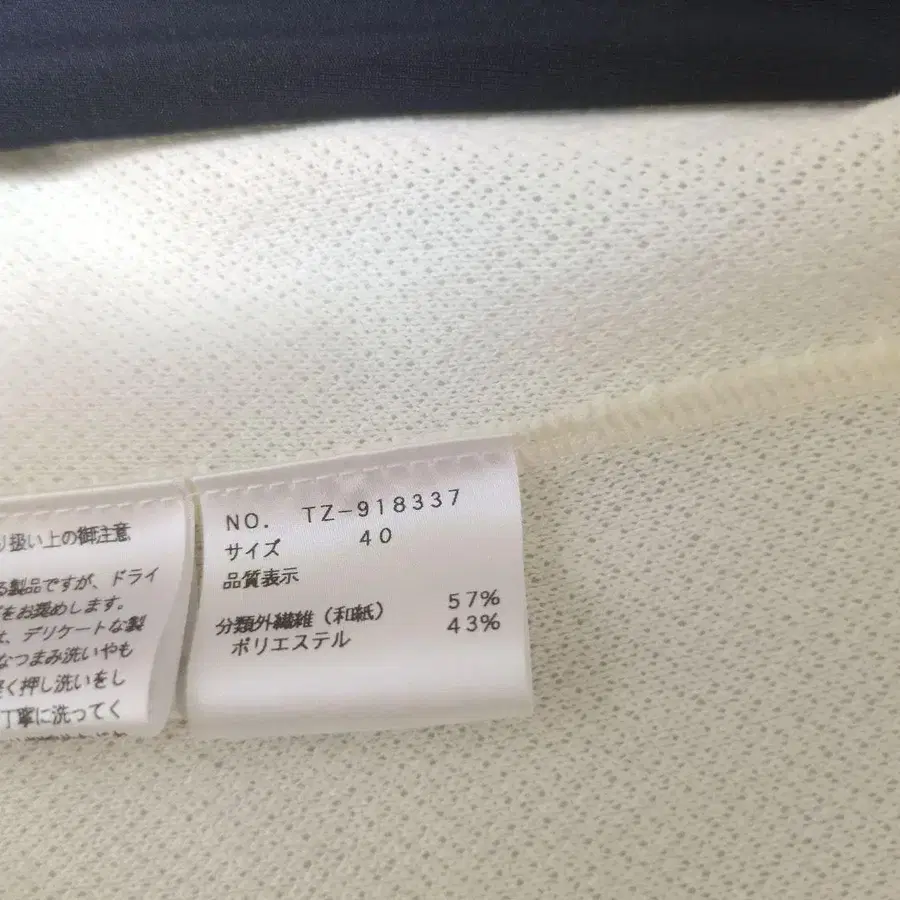 り扱い上の御注意
る製品ですが、ドライ
をお奨めします。
は、デリケートな製
なつまみ洗いやも
軽く押し洗いをし
丁寧に洗ってく
NO. TZ-918337
サイズ 40
品質表示
分類外繊維（和紙） 57%
ポリエステル 43%